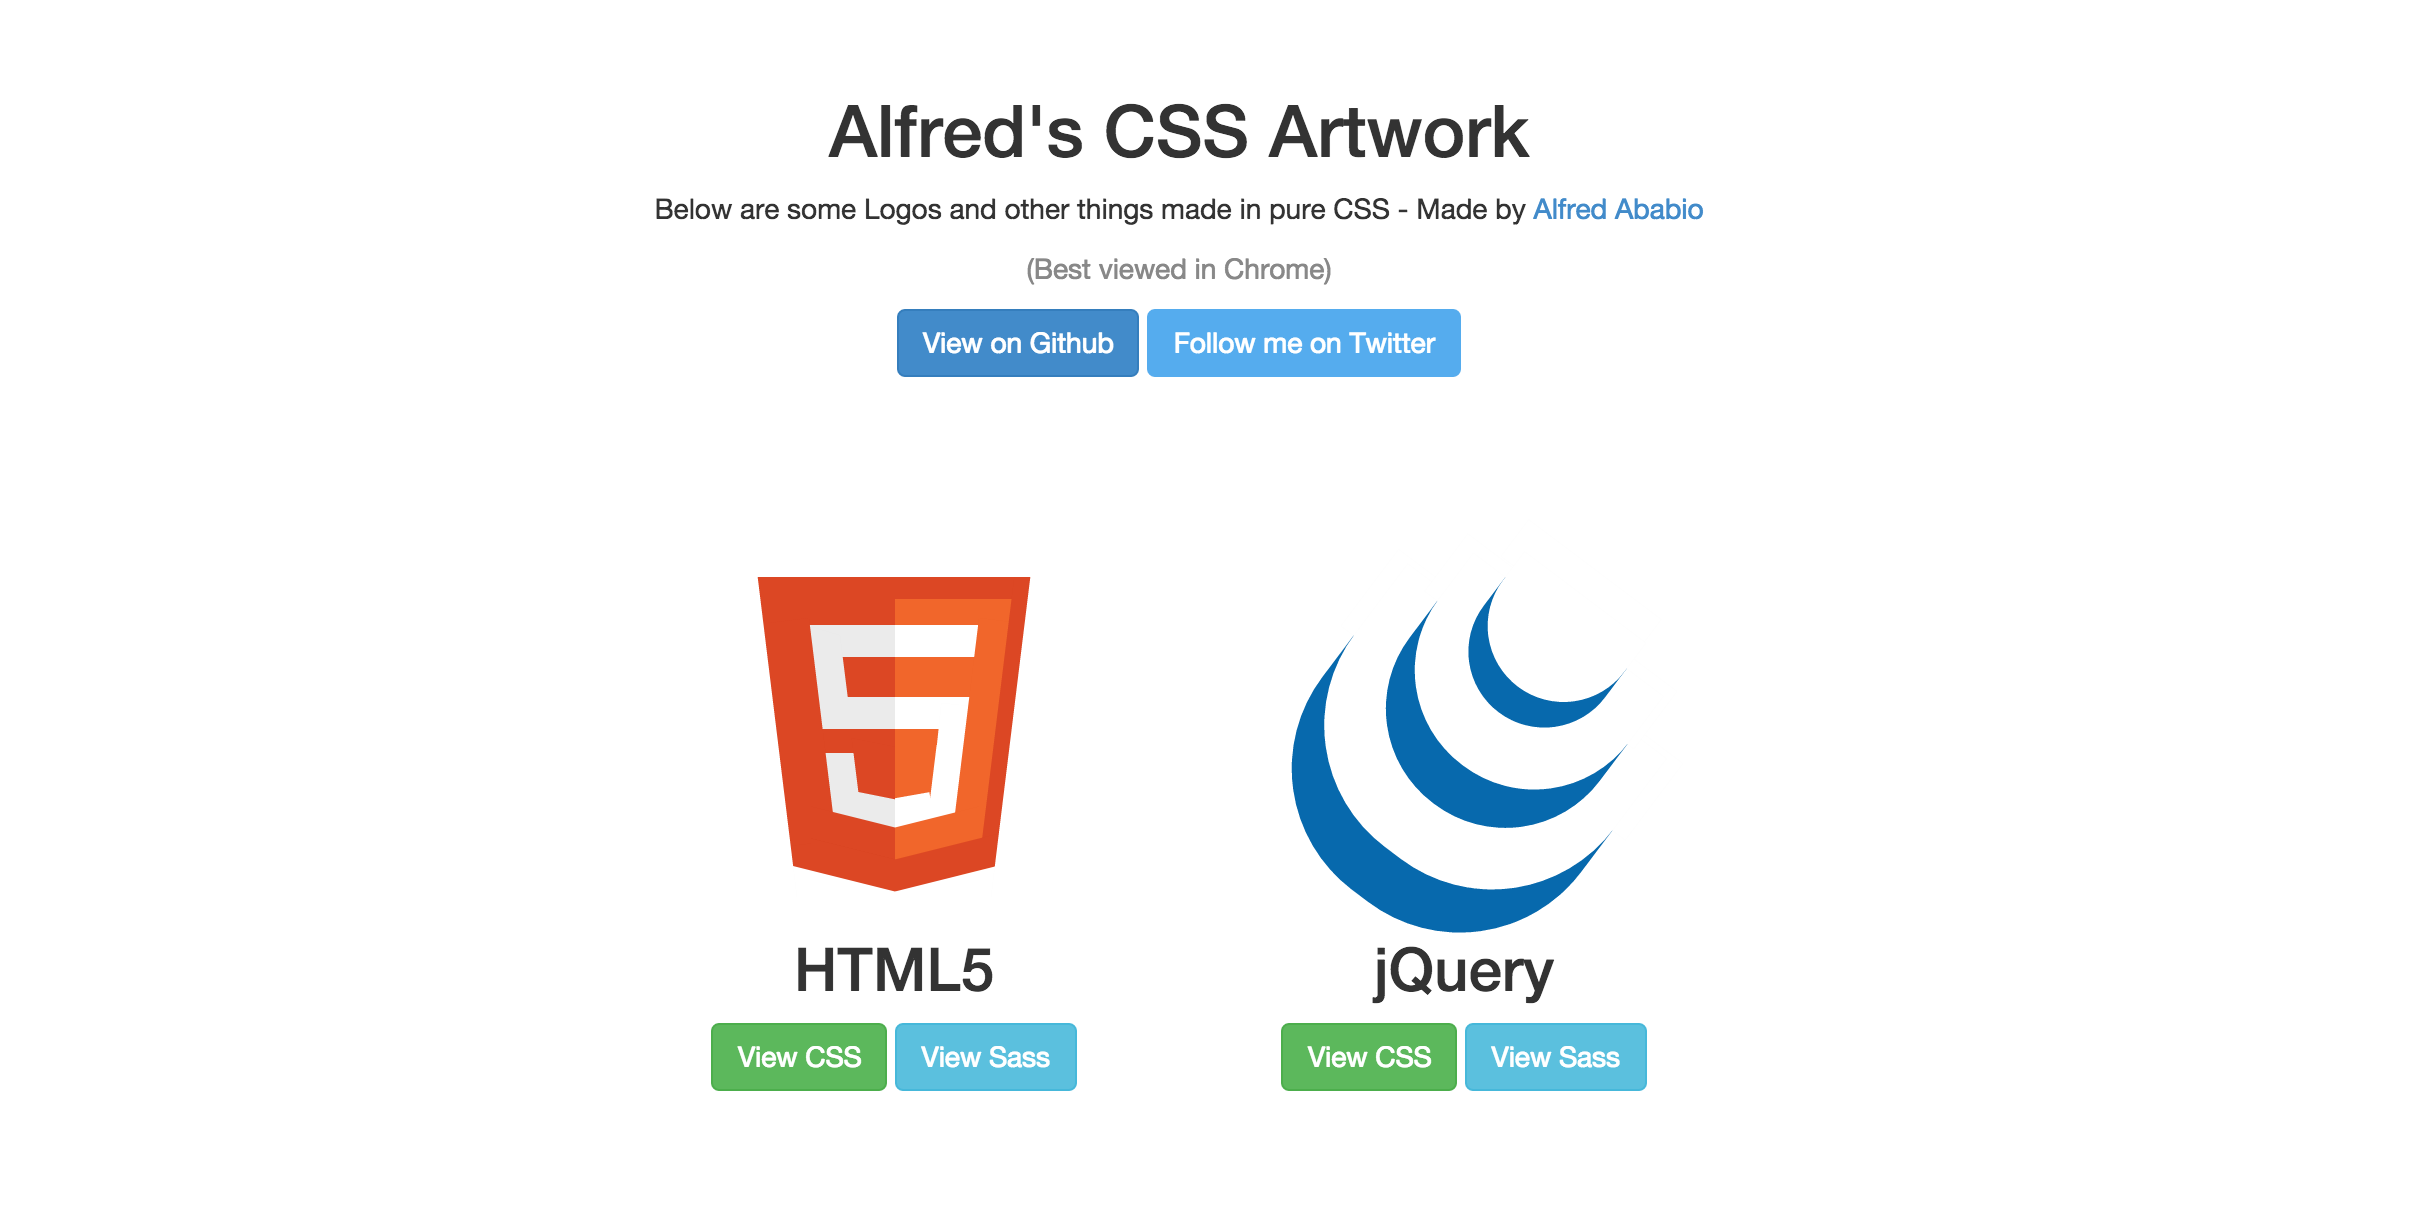 Alfred's CSS Artwork
Below are some Logos and other things made in pure CSS - Made by Alfred Ababio
(Best viewed in Chrome)
View on Github Follow me on Twitter
5
HTML5 jQuery
View CSS View Sass View CSS View Sass